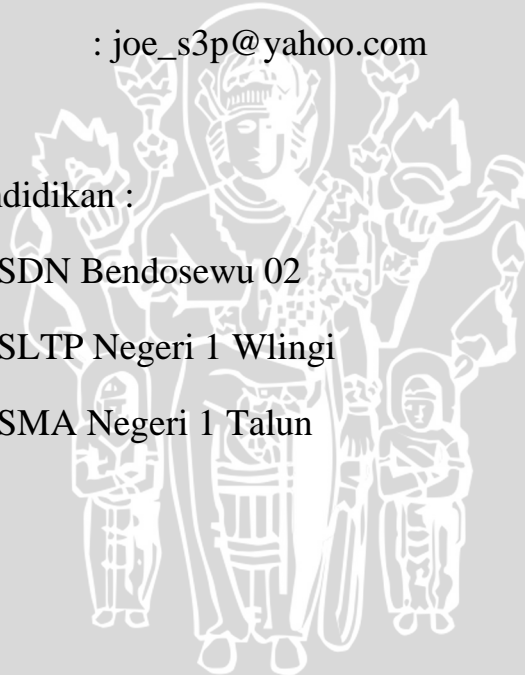 : joe_s3p@yahoo.com
ndidikan :
SDN Bendosewu 02
SLTP Negeri 1 Wlingi
SMA Negeri 1 Talun